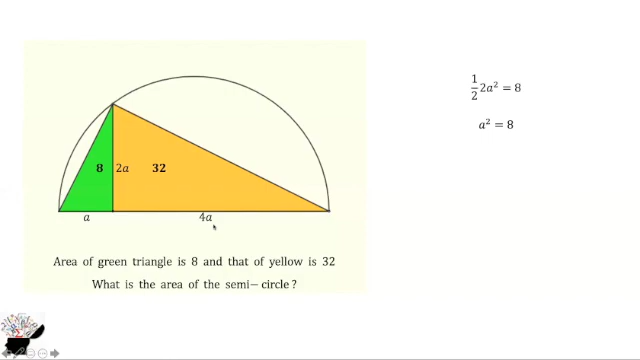 8 2a 32
a 4a
Area of green triangle is 8 and that of yellow is 32
What is the area of the semi− circle ?
1/2 2a² = 8
a² = 8